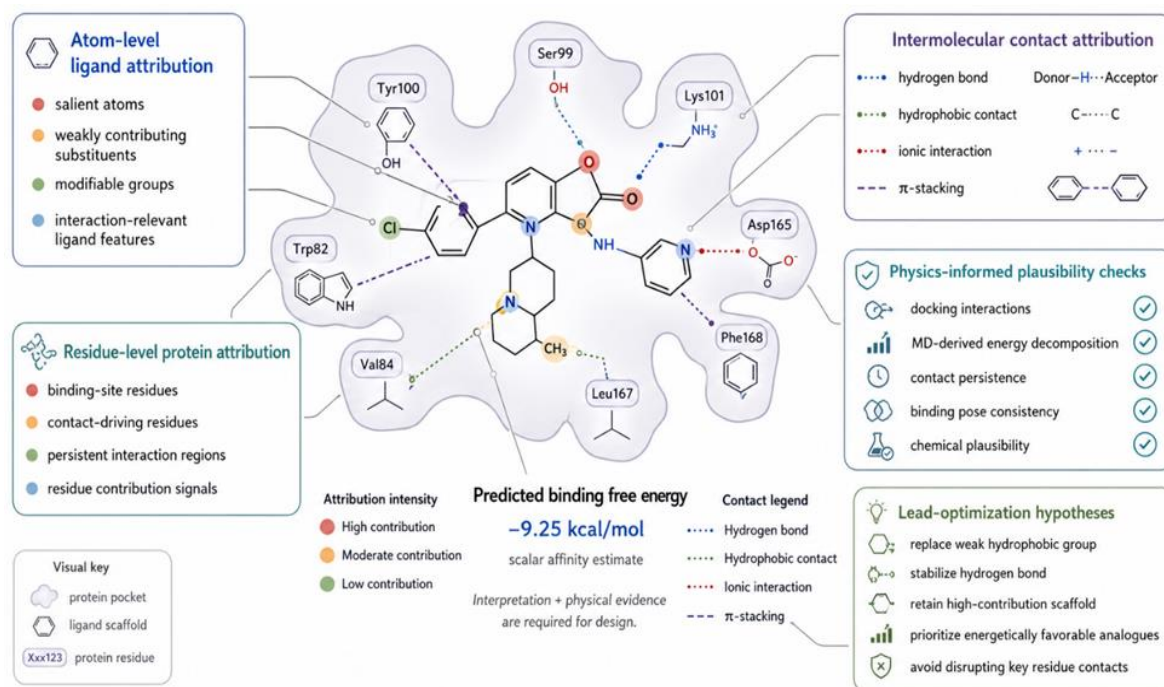 Atom-level
ligand attribution
salient atoms
weakly contributing
substituents
modifiable groups
interaction-relevant
ligand features
Residue-level protein attribution
binding-site residues
contact-driving residues
persistent interaction regions
residue contribution signals
Visual key
protein pocket
ligand scaffold
Xxx123 protein residue
Ser99
OH
Tyr100
OH
Lys101
NH₃⁺
O
O
Cl
N
Θ
NH
N
Asp165
O
O⁻
Trp82
NH
N
CH₃
Val84
Leu167
Phe168
Attribution intensity
High contribution
Moderate contribution
Low contribution
Predicted binding free energy
−9.25 kcal/mol
scalar affinity estimate
Interpretation + physical evidence
are required for design.
Contact legend
Hydrogen bond
Hydrophobic contact
Ionic interaction
π-stacking
Intermolecular contact attribution
hydrogen bond Donor–H···Acceptor
hydrophobic contact C-----C
ionic interaction + ··· −
π-stacking
Physics-informed plausibility checks
docking interactions
MD-derived energy decomposition
contact persistence
binding pose consistency
chemical plausibility
Lead-optimization hypotheses
replace weak hydrophobic group
stabilize hydrogen bond
retain high-contribution scaffold
prioritize energetically favorable analogues
avoid disrupting key residue contacts